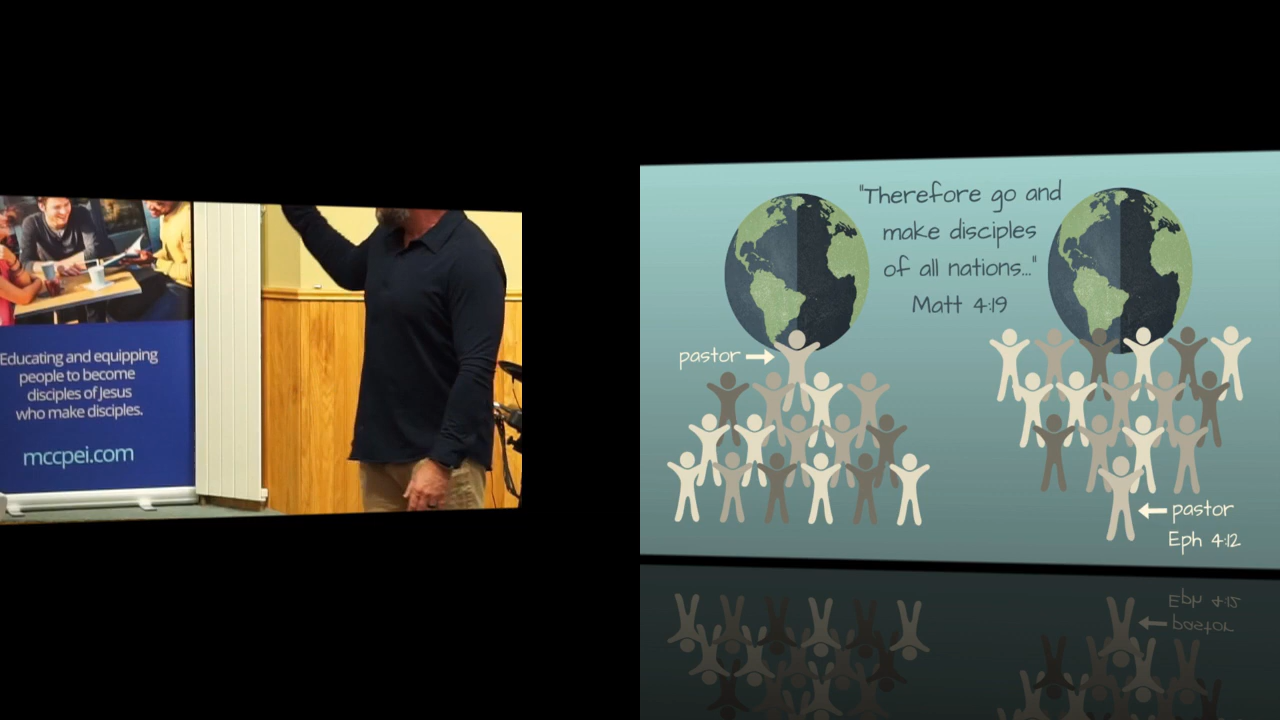 Educating and equipping
people to become
disciples of Jesus
who make disciples.
mccpei.com
"Therefore go and
make disciples
of all nations..."
Matt 4:19
pastor
pastor
Eph 4:12